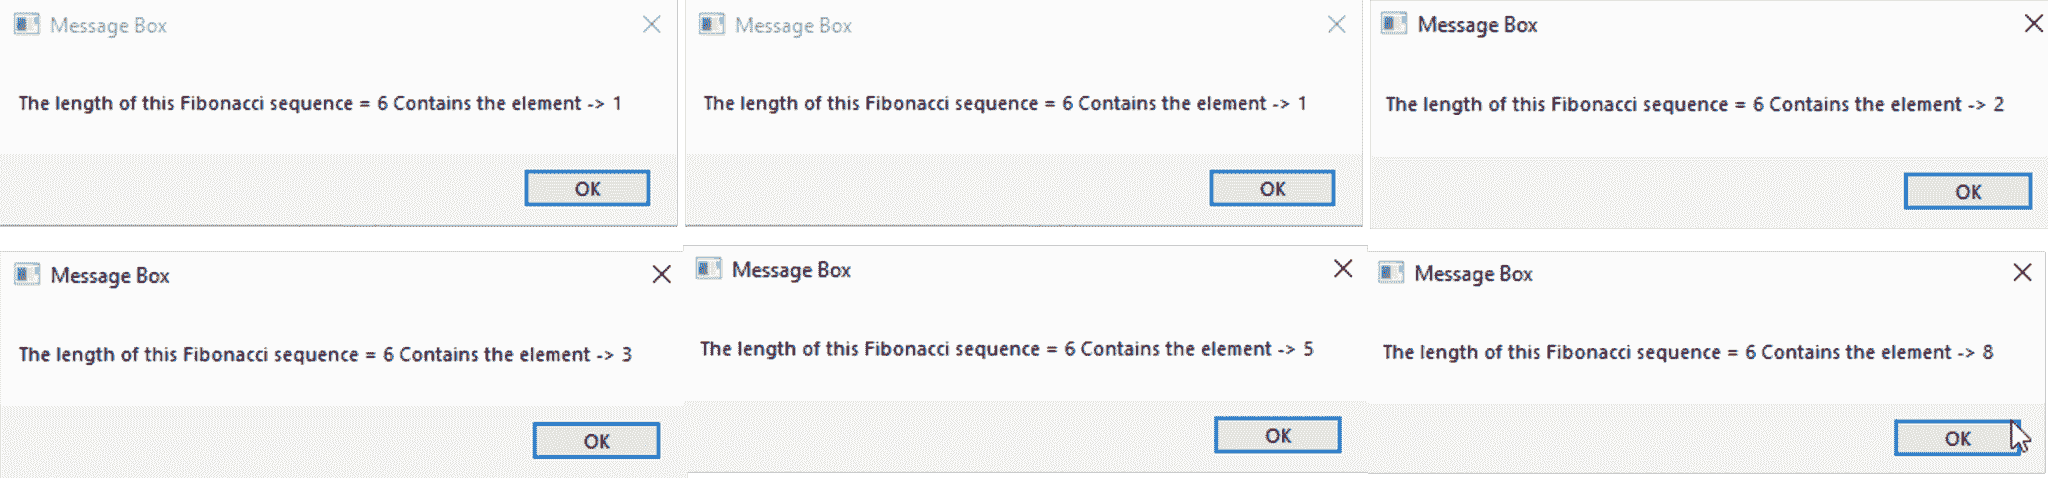 Message Box
The length of this Fibonacci sequence = 6 Contains the element -> 1
OK
Message Box
The length of this Fibonacci sequence = 6 Contains the element -> 1
OK
Message Box
The length of this Fibonacci sequence = 6 Contains the element -> 2
OK
Message Box
The length of this Fibonacci sequence = 6 Contains the element -> 3
OK
Message Box
The length of this Fibonacci sequence = 6 Contains the element -> 5
OK
Message Box
The length of this Fibonacci sequence = 6 Contains the element -> 8
OK